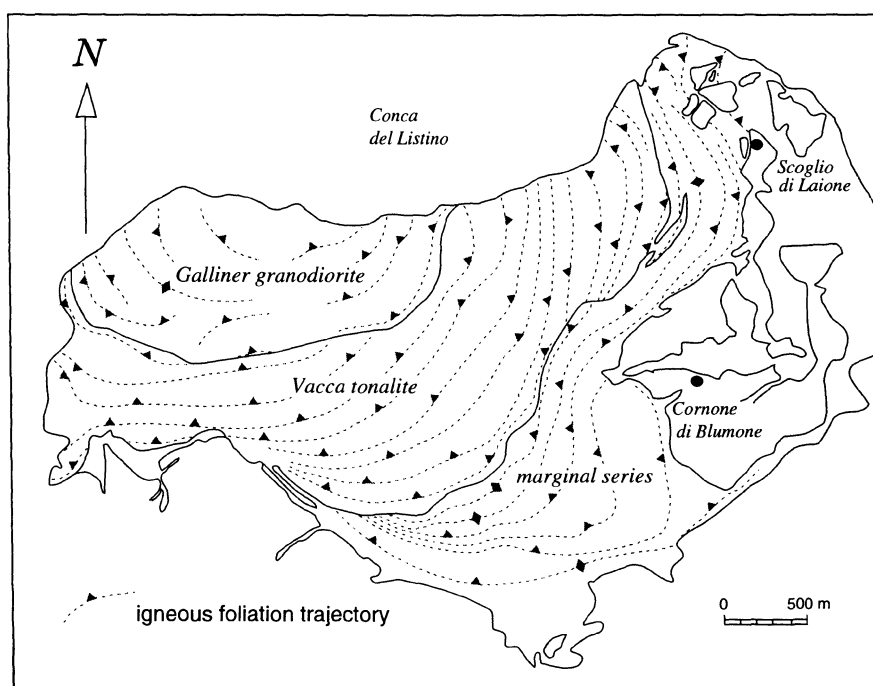 N
Conca
del Listino
Scoglio
di Laione
Galliner granodiorite
Vacca tonalite
Cornone
di Blumone
marginal series
igneous foliation trajectory
0 500 m